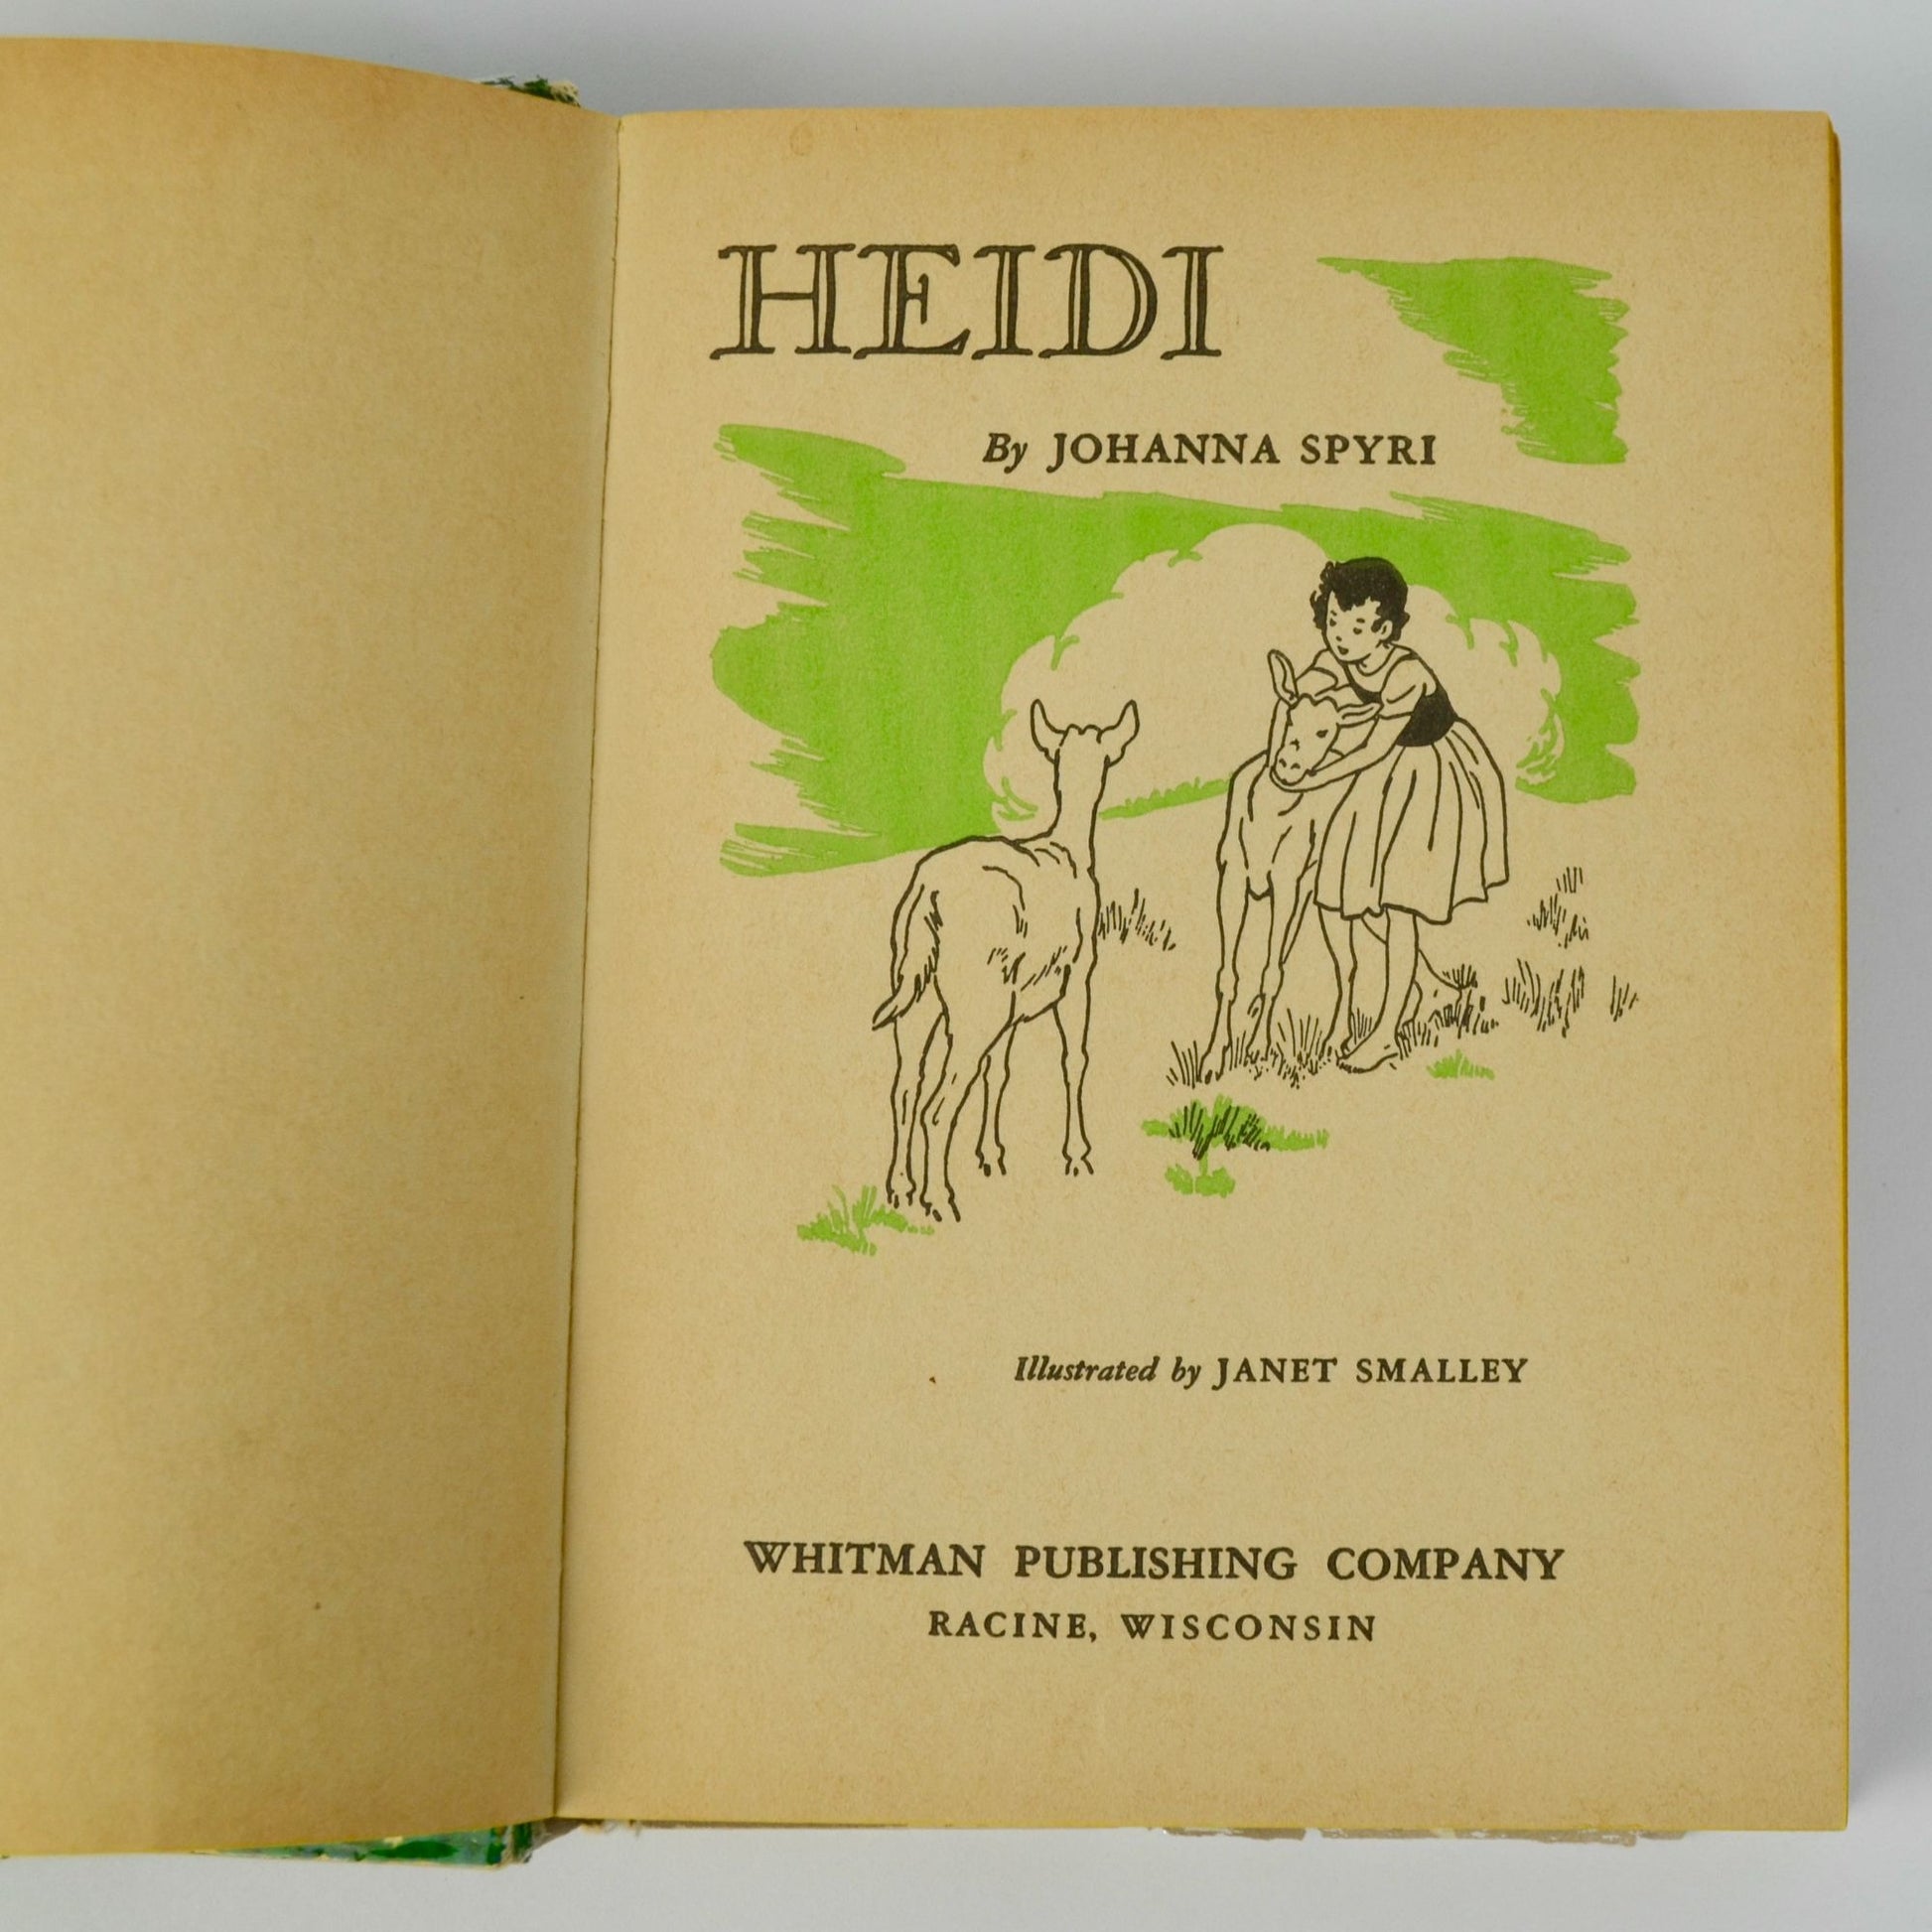 HEIDI
By JOHANNA SPYRI
Illustrated by JANET SMALLEY
WHITMAN PUBLISHING COMPANY
RACINE, WISCONSIN